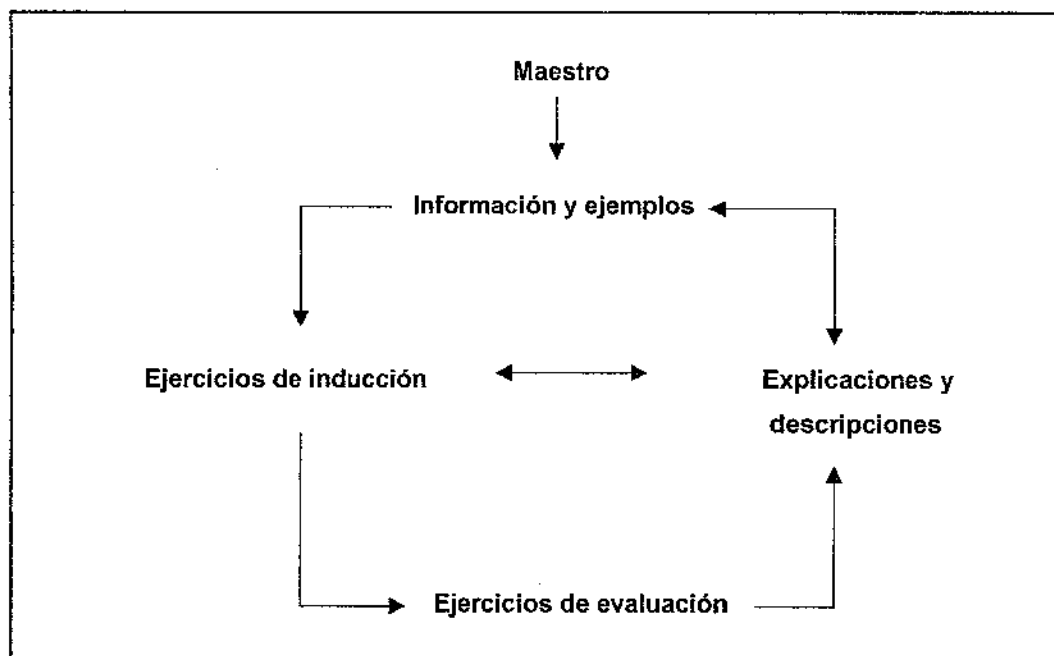 Maestro
Información y ejemplos
Ejercicios de inducción
Explicaciones y
descripciones
Ejercicios de evaluación